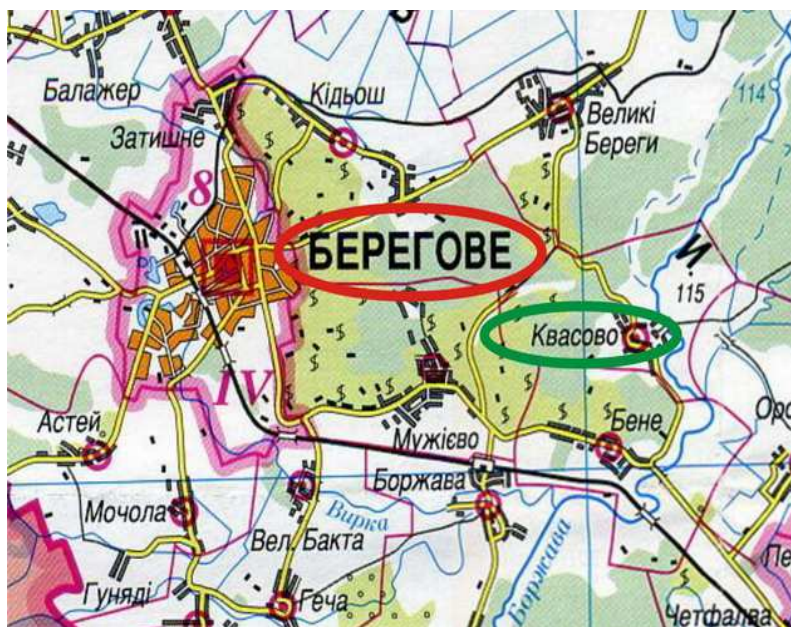 Балажер
Кідьош
Великі
Береги
114
Затишне
8
БЕРЕГОВЕ
И
115
Квасово
IV
Астей
Мужієво
Бене
Боржава
Мочола
Вирка
Вел. Бакта
Гуняді
Геча
Боржава
Четфалва